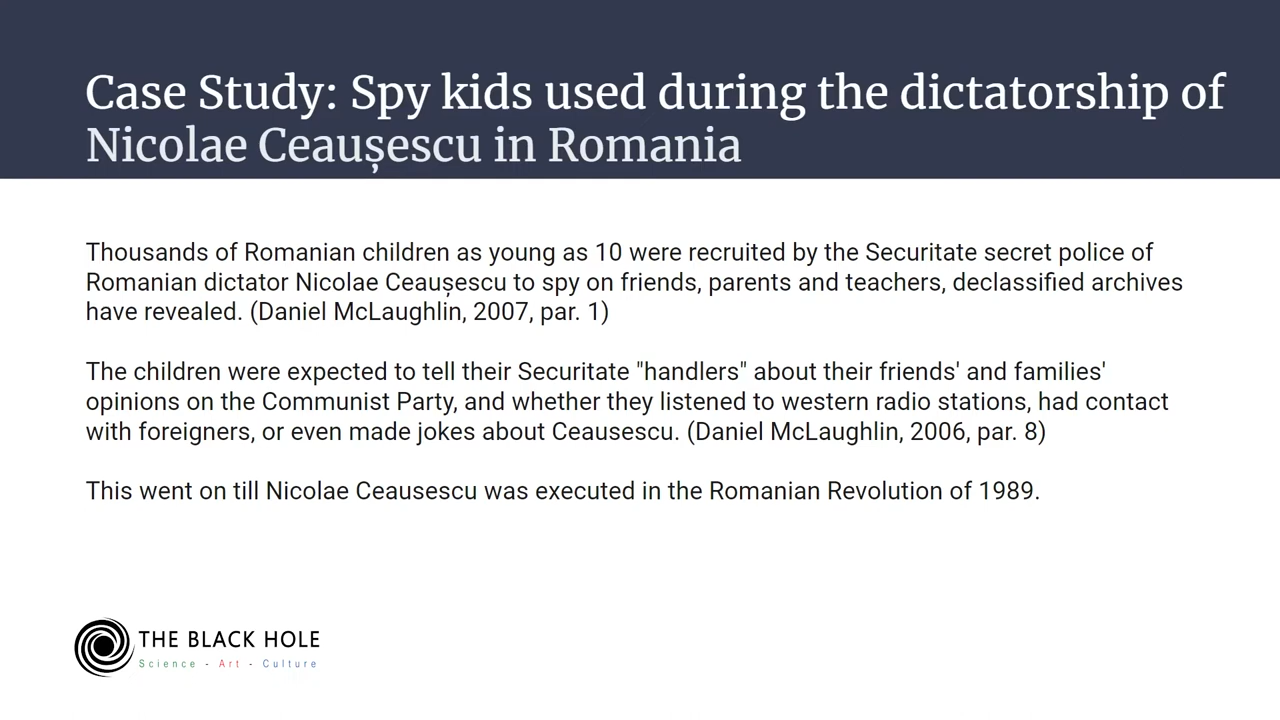 Case Study: Spy kids used during the dictatorship of
Nicolae Ceaușescu in Romania
Thousands of Romanian children as young as 10 were recruited by the Securitate secret police of
Romanian dictator Nicolae Ceaușescu to spy on friends, parents and teachers, declassified archives
have revealed. (Daniel McLaughlin, 2007, par. 1)
The children were expected to tell their Securitate "handlers" about their friends' and families'
opinions on the Communist Party, and whether they listened to western radio stations, had contact
with foreigners, or even made jokes about Ceausescu. (Daniel McLaughlin, 2006, par. 8)
This went on till Nicolae Ceausescu was executed in the Romanian Revolution of 1989.
THE BLACK HOLE
Science - Art - Culture